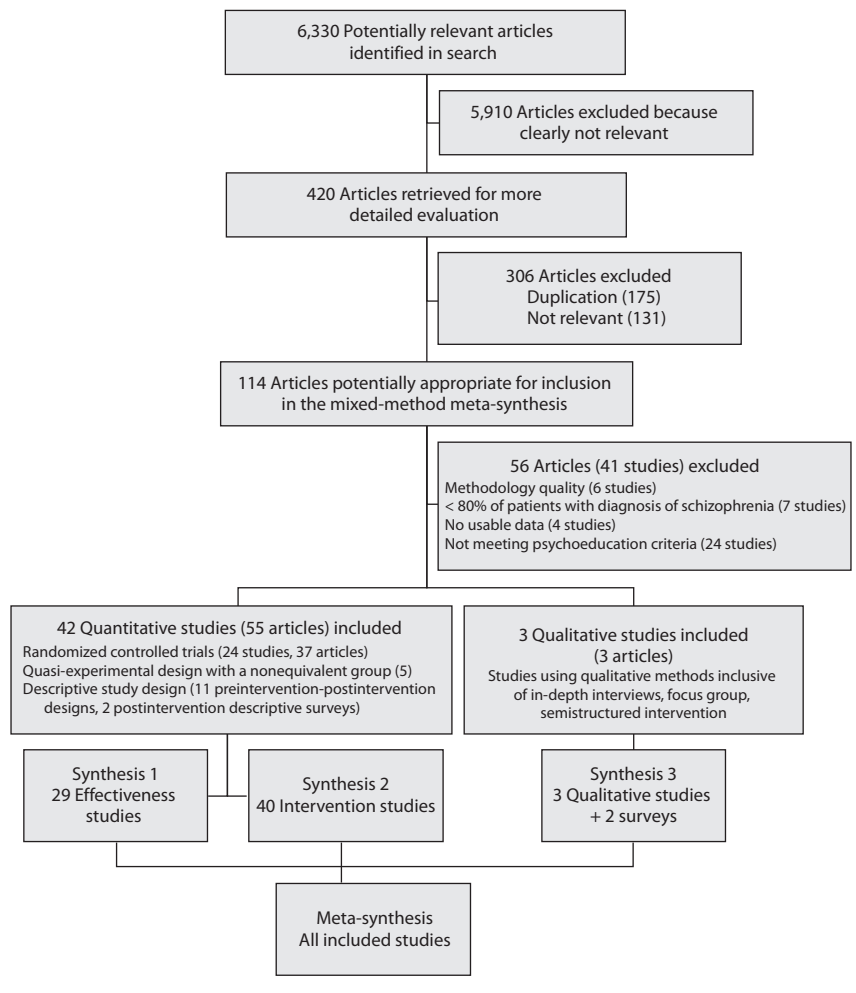 6,330 Potentially relevant articles
identified in search
5,910 Articles excluded because
clearly not relevant
420 Articles retrieved for more
detailed evaluation
306 Articles excluded
Duplication (175)
Not relevant (131)
114 Articles potentially appropriate for inclusion
in the mixed-method meta-synthesis
56 Articles (41 studies) excluded
Methodology quality (6 studies)
< 80% of patients with diagnosis of schizophrenia (7 studies)
No usable data (4 studies)
Not meeting psychoeducation criteria (24 studies)
42 Quantitative studies (55 articles) included
Randomized controlled trials (24 studies, 37 articles)
Quasi-experimental design with a nonequivalent group (5)
Descriptive study design (11 preintervention-postintervention
designs, 2 postintervention descriptive surveys)
3 Qualitative studies included
(3 articles)
Studies using qualitative methods inclusive
of in-depth interviews, focus group,
semistructured intervention
Synthesis 1
29 Effectiveness
studies
Synthesis 2
40 Intervention studies
Synthesis 3
3 Qualitative studies
+ 2 surveys
Meta-synthesis
All included studies